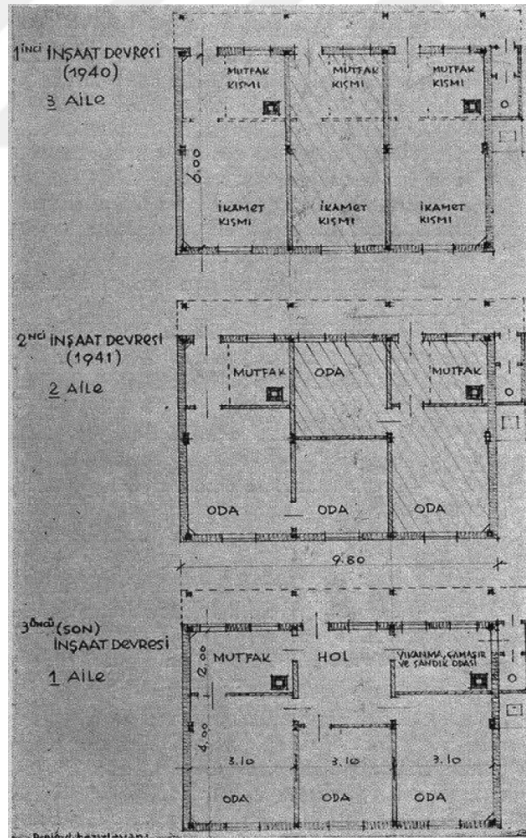 1İNCİ İNŞAAT DEVRESİ
(1940)
3 AİLE
MUTFAK
KISMI
MUTFAK
KISMI
MUTFAK
KISMI
6.00
İKAMET
KISMI
İKAMET
KISMI
İKAMET
KISMI
2NCİ İNŞAAT DEVRESİ
(1941)
2 AİLE
MUTFAK
ODA
MUTFAK
ODA
ODA
ODA
9.80
3ÖNCÜ (SON)
İNŞAAT DEVRESİ
1 AİLE
MUTFAK
HOL
YIKANMA, ÇAMAŞIR
VE SANDIK ODASI
2.00
4.00
3.10
3.10
3.10
ODA
ODA
ODA